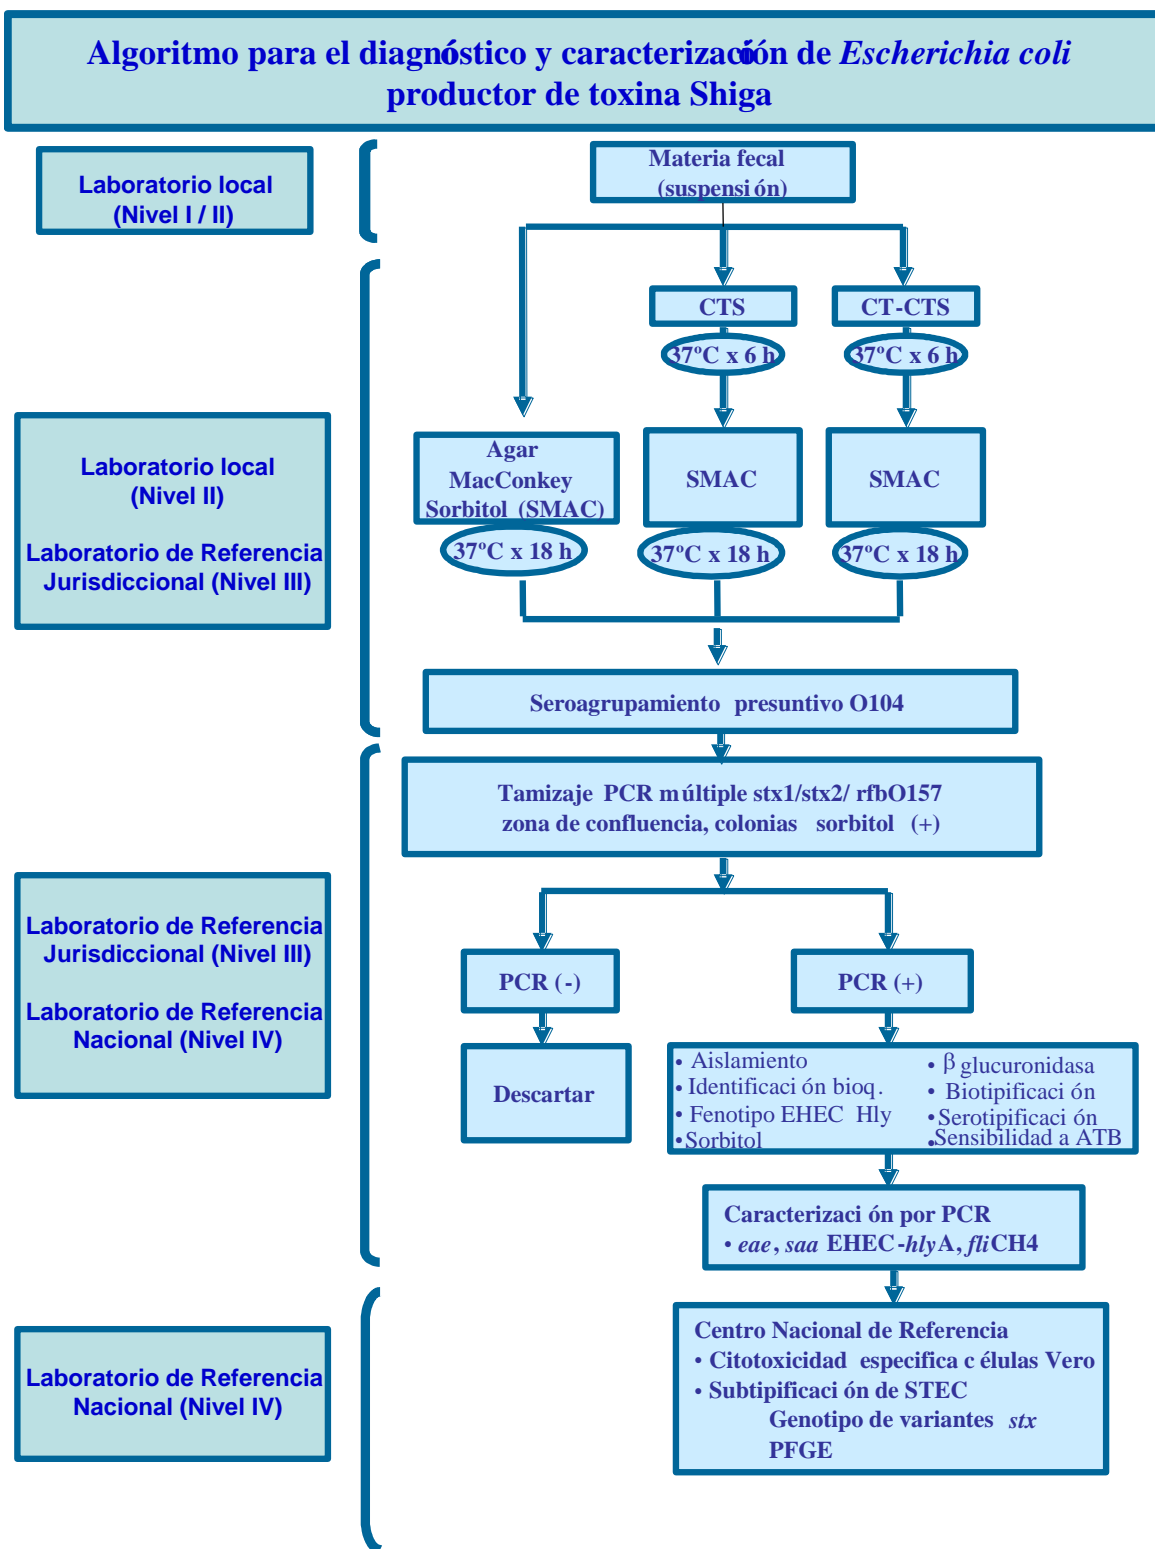 Algoritmo para el diagnóstico y caracterización de Escherichia coli
productor de toxina Shiga
Laboratorio local
(Nivel I / II)
Materia fecal
(suspensión)
CTS
CT-CTS
37ºC x 6 h
37ºC x 6 h
Laboratorio local
(Nivel II)
Laboratorio de Referencia
Jurisdiccional (Nivel III)
Agar
MacConkey
Sorbitol (SMAC)
SMAC
SMAC
37ºC x 18 h
37ºC x 18 h
37ºC x 18 h
Seroagrupamiento presuntivo O104
Tamizaje PCR múltiple stx1/stx2/ rfbO157
zona de confluencia, colonias sorbitol (+)
Laboratorio de Referencia
Jurisdiccional (Nivel III)
Laboratorio de Referencia
Nacional (Nivel IV)
PCR (-)
PCR (+)
Descartar
• Aislamiento
• Identificación bioq.
• Fenotipo EHEC Hly
• Sorbitol
• β glucuronidasa
• Biotipificación
• Serotipificación
• Sensibilidad a ATB
Caracterización por PCR
• eae, saa EHEC-hlyA, fliCH4
Laboratorio de Referencia
Nacional (Nivel IV)
Centro Nacional de Referencia
• Citotoxicidad especifica células Vero
• Subtipificación de STEC
Genotipo de variantes stx
PFGE